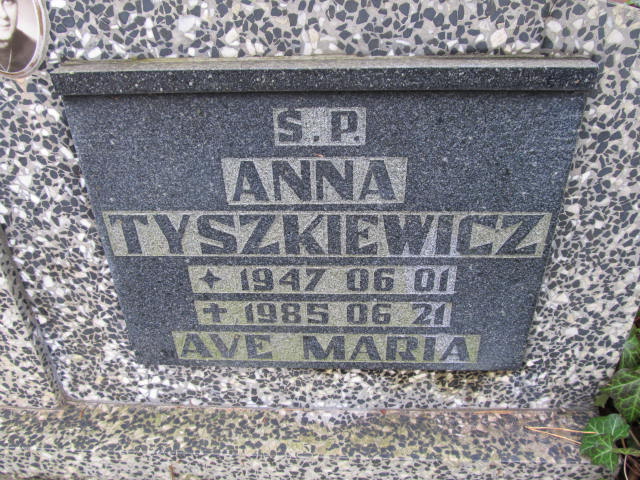 Ś.P.
ANNA
TYSZKIEWICZ
✦ 1947 06 01
✝ 1985 06 21
AVE MARIA